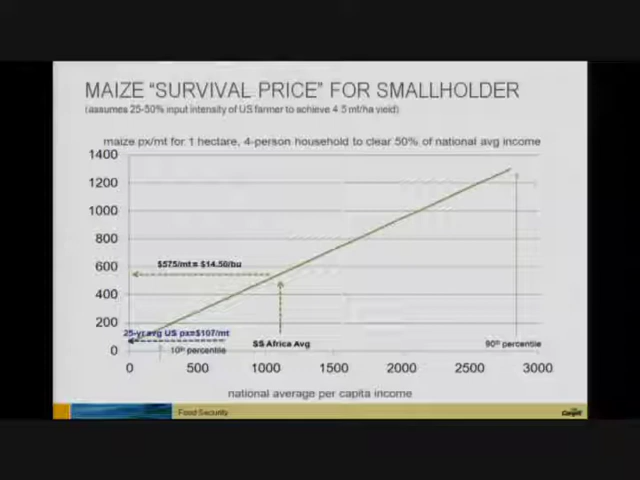 MAIZE “SURVIVAL PRICE” FOR SMALLHOLDER
(assumes 25-50% input intensity of US farmer to achieve 4.5 mt/ha yield)
maize px/mt for 1 hectare, 4-person household to clear 50% of national avg income
1400
1200
1000
800
600
400
200
0
$575/mt = $14.50/bu
25-yr avg US px=$107/mt
10th percentile
SS Africa Avg
90th percentile
0 500 1000 1500 2000 2500 3000
national average per capita income
Food Security
Cargill